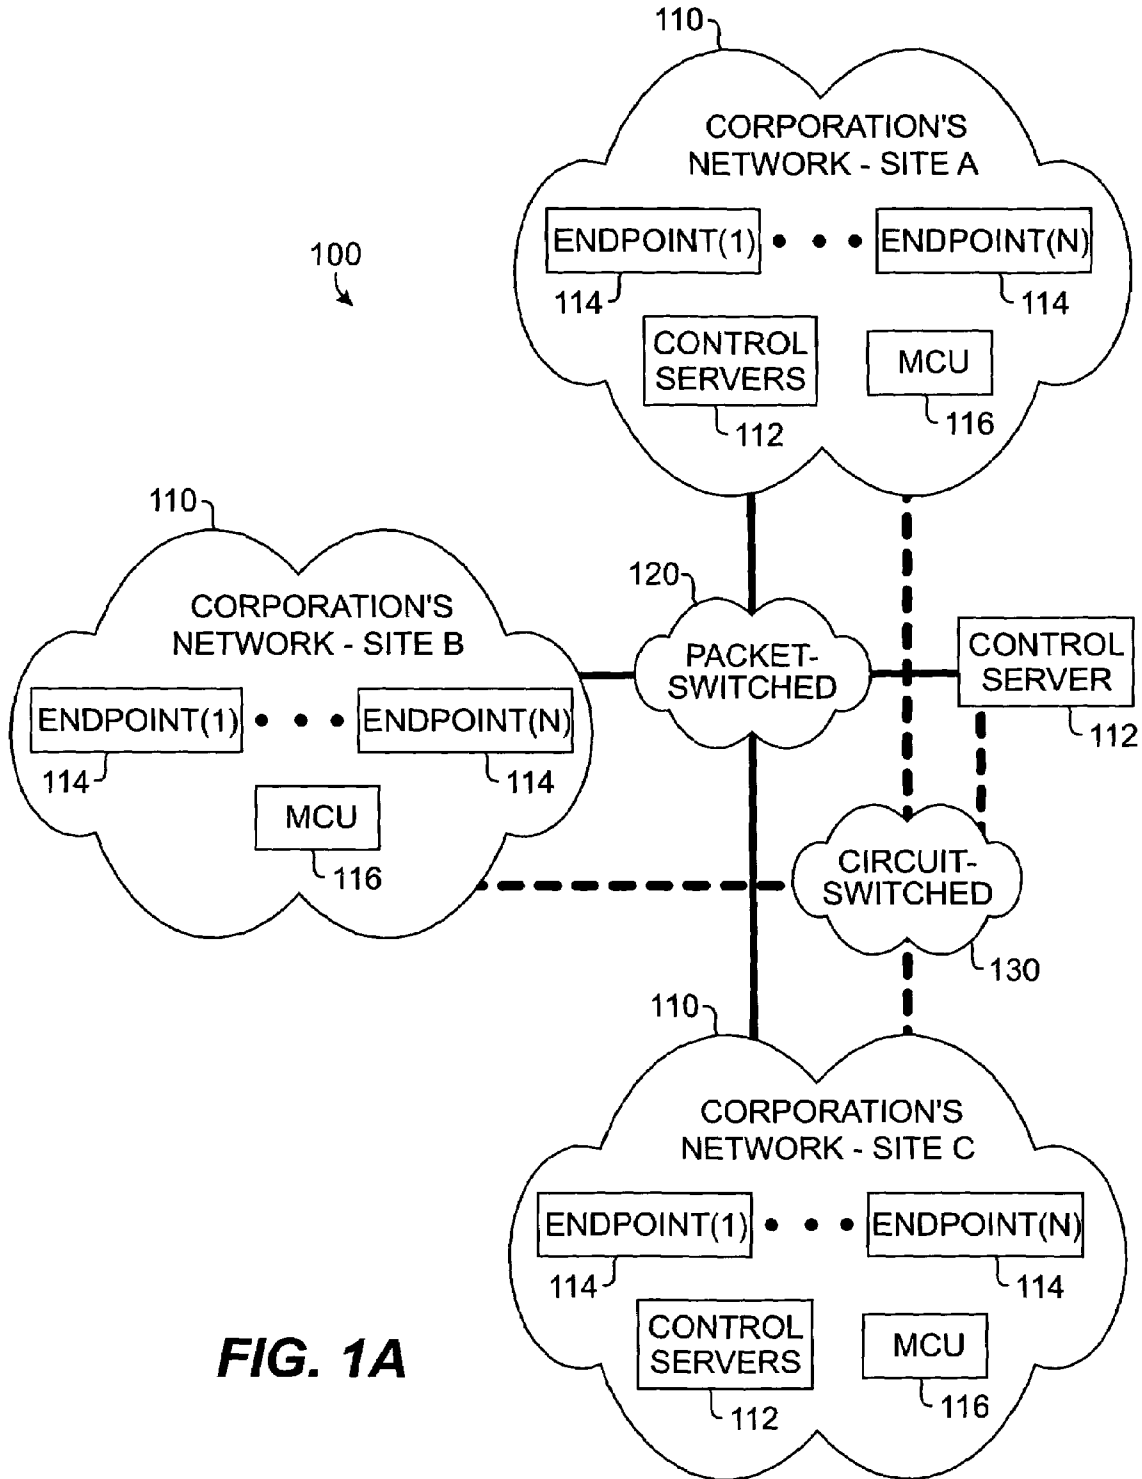 110
CORPORATION'S
NETWORK - SITE A
ENDPOINT(1) • • • ENDPOINT(N)
114
114
CONTROL
SERVERS
112
MCU
116
100
110
CORPORATION'S
NETWORK - SITE B
ENDPOINT(1) • • • ENDPOINT(N)
114
114
MCU
116
120
PACKET-
SWITCHED
CONTROL
SERVER
112
CIRCUIT-
SWITCHED
130
110
CORPORATION'S
NETWORK - SITE C
ENDPOINT(1) • • • ENDPOINT(N)
114
114
CONTROL
SERVERS
112
MCU
116
FIG. 1A